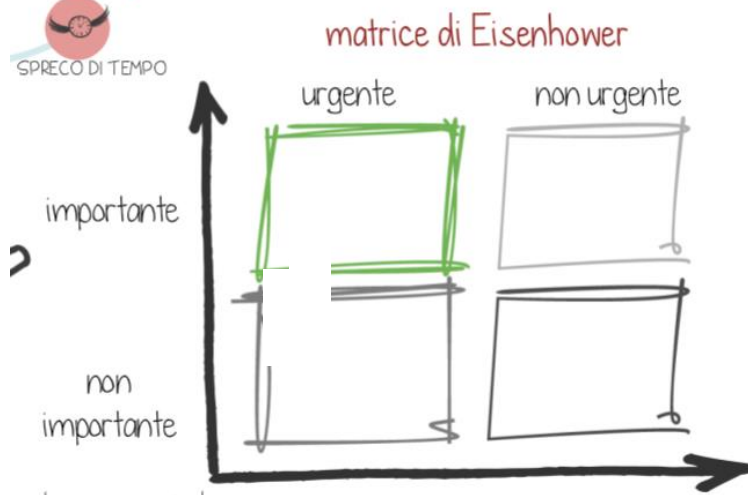 matrice di Eisenhower
SPRECO DI TEMPO
urgente
non urgente
importante
non
importante